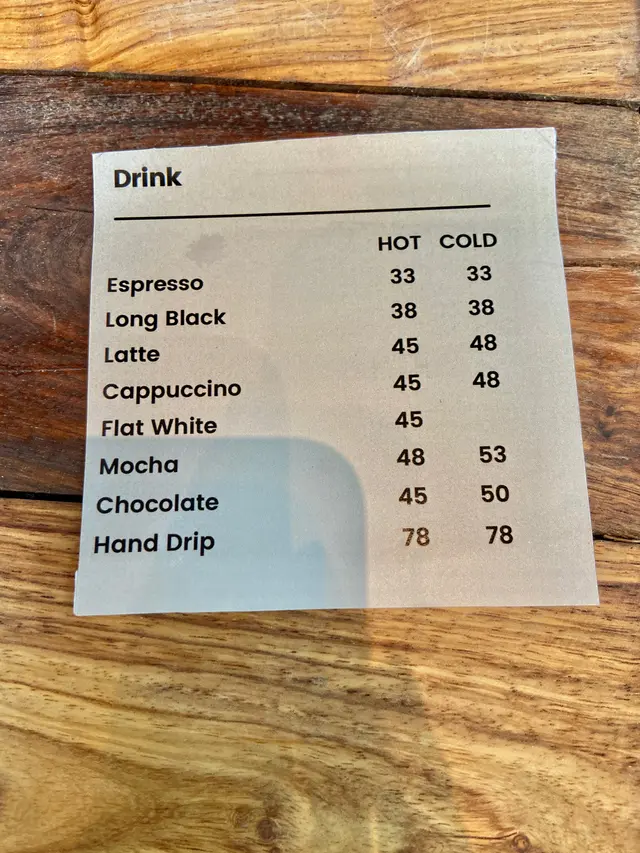 Drink
HOT COLD
Espresso 33 33
Long Black 38 38
Latte 45 48
Cappuccino 45 48
Flat White 45
Mocha 48 53
Chocolate 45 50
Hand Drip 78 78